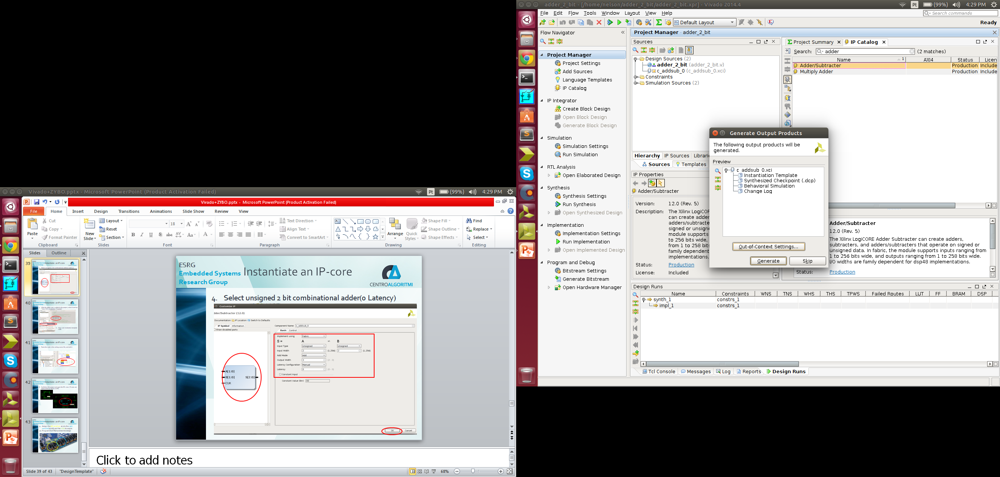 adder_2_bit - [/home/nelson/adder_2_bit/adder_2_bit.xpr] - Vivado 2014.4
Pt (99%) 4:29 PM
File Edit Flow Tools Window Layout View Help
Search commands
Default Layout
Ready
Flow Navigator
Project Manager
Project Settings
Add Sources
Language Templates
IP Catalog
IP Integrator
Create Block Design
Open Block Design
Generate Block Design
Simulation
Simulation Settings
Run Simulation
RTL Analysis
Open Elaborated Design
Synthesis
Synthesis Settings
Run Synthesis
Open Synthesized Design
Implementation
Implementation Settings
Run Implementation
Open Implemented Design
Program and Debug
Bitstream Settings
Generate Bitstream
Open Hardware Manager
Project Manager - adder_2_bit
Sources
Design Sources (2)
adder_2_bit (adder_2_bit.v)
c_addsub_0 (c_addsub_0.xci)
Constraints
Simulation Sources (2)
Hierarchy IP Sources Librarie
Sources Templates
IP Properties
Adder/Subtracter
Version: 12.0 (Rev. 5)
Description: The Xilinx LogiCOR
can create adder
adders/subtracte
signed or unsign
module supports
to 256 bits wide,
from 1 to 258 bits
family dependent
implementations.
Status: Production
License: Included
Project Summary IP Catalog
Search: adder (2 matches)
Name 1 AXI4 Status Licen
Adder/Subtracter Production Include
Multiply Adder Production Include
Generate Output Products
The following output products will be
generated.
Preview
c_addsub_0.xci
Instantiation Template
Synthesized Checkpoint (.dcp)
Behavioral Simulation
Change Log
Out-of-Context Settings...
Generate Skip
Adder/Subtracter
12.0 (Rev. 5)
The Xilinx LogiCORE Adder Subtracter can create adders,
subtracters, and adders/subtracters that operate on signed or
unsigned data. In fabric, the module supports inputs ranging from
1 to 256 bits wide, and outputs ranging from 1 to 258 bits wide.
I/O widths are family dependent for dsp48 implementations.
Status: Production
Design Runs
Name Constraints WNS TNS WHS THS TPWS Failed Routes LUT FF BRAM DSP
synth_1 constrs_1
impl_1 constrs_1
Tcl Console Messages Log Reports Design Runs
Vivado+ZYBO.pptx - Microsoft PowerPoint (Product Activation Failed)
Pt (99%) 4:29 PM
Vivado+ZYBO.pptx - Microsoft PowerPoint (Product Activation Failed)
File Home Insert Design Transitions Animations Slide Show Review View
Paste
Cut
Copy
Format Painter
Clipboard
New
Slide
Layout
Reset
Section
Slides
18
B I U S abc AV Aa A
Font
Text Direction
Align Text
Convert to SmartArt
Paragraph
Arrange
Quick
Styles
Shape Fill
Shape Outline
Shape Effects
Drawing
Find
Replace
Select
Editing
Slides Outline
39
40
41
42
43
ESRG
Embedded Systems
Research Group
Instantiate an IP-core
CENTROALGORITMI
4. Select unsigned 2 bit combinational adder(0 Latency)
Customize IP
dder/Subtracter (12.0)
Documentation IP Location Switch to Defaults
IP Symbol Information
Show disabled ports
A[1:0]
B[1:0] S[2:0]
CLK
Component Name c_addsub_0
Basic Control
Implement using Fabric
S = A +/- B
Input Type Unsigned Unsigned
Input Width 2 [1,256] 2 [1,256]
Add Mode Add
Output Width 3 [2 - 3]
Latency Configuration Manual
Latency 0 [0 - 3]
Constant Input
Constant Value (Bin) 00
OK Cancel
Click to add notes
Slide 39 of 43 "DesignTemplate" 68%